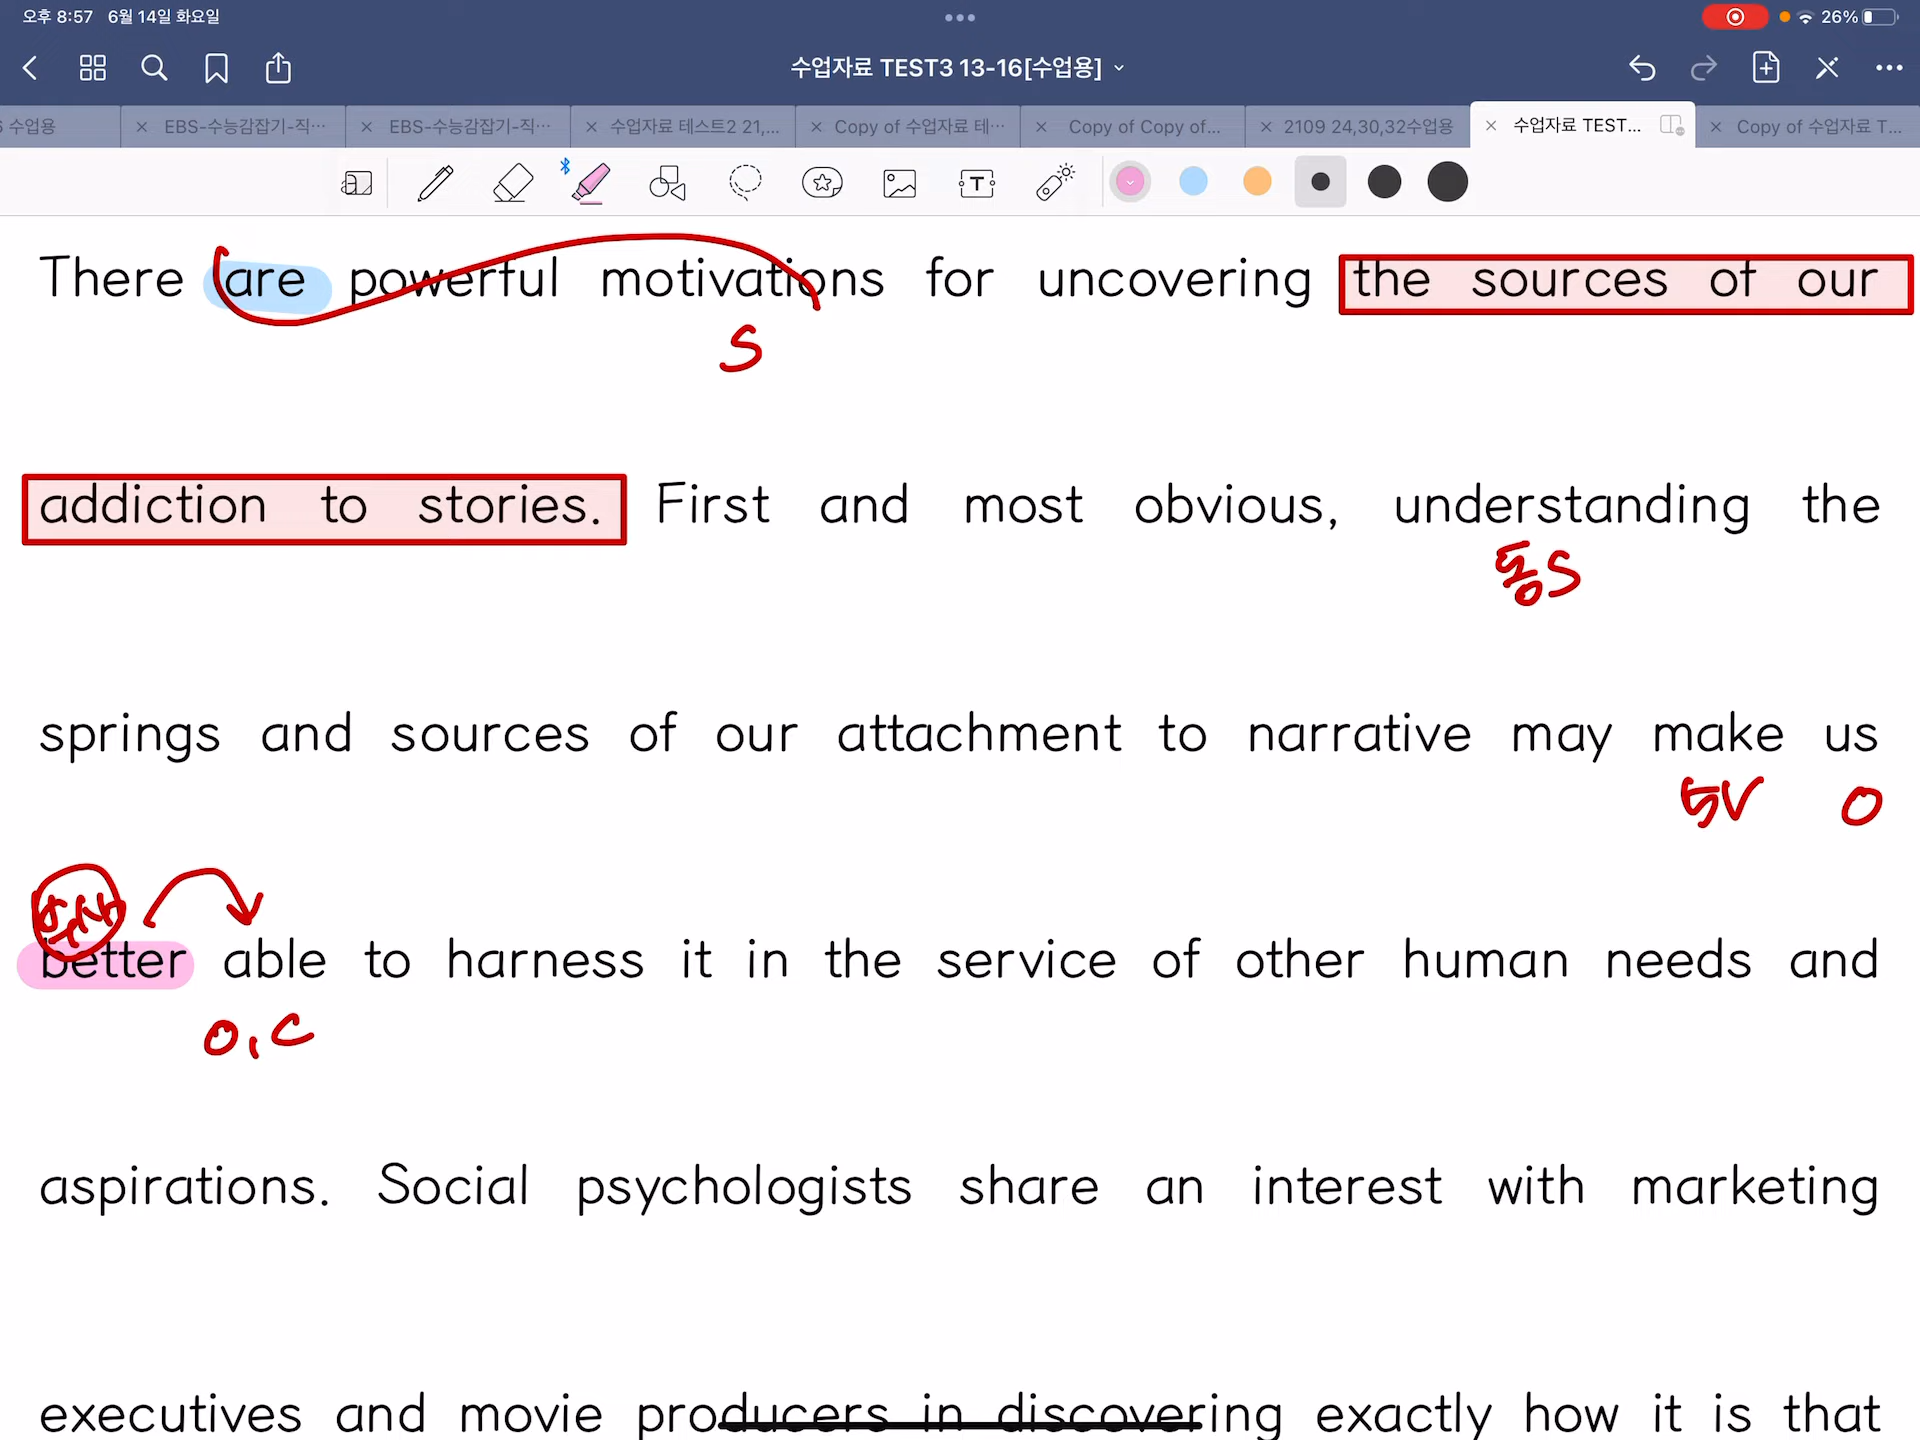 오후 8:57 6월 14일 화요일
26%
수업자료 TEST3 13-16[수업용]
수업용
EBS-수능감잡기-직…
EBS-수능감잡기-직…
수업자료 테스트2 21,...
Copy of 수업자료 테…
Copy of Copy of...
2109 24,30,32수업용
수업자료 TEST...
Copy of 수업자료 T...
There are powerful motivations for uncovering the sources of our
S
addiction to stories. First and most obvious, understanding the
동S
springs and sources of our attachment to narrative may make us
5V O
부사
better able to harness it in the service of other human needs and
O,C
aspirations. Social psychologists share an interest with marketing
executives and movie producers in discovering exactly how it is that